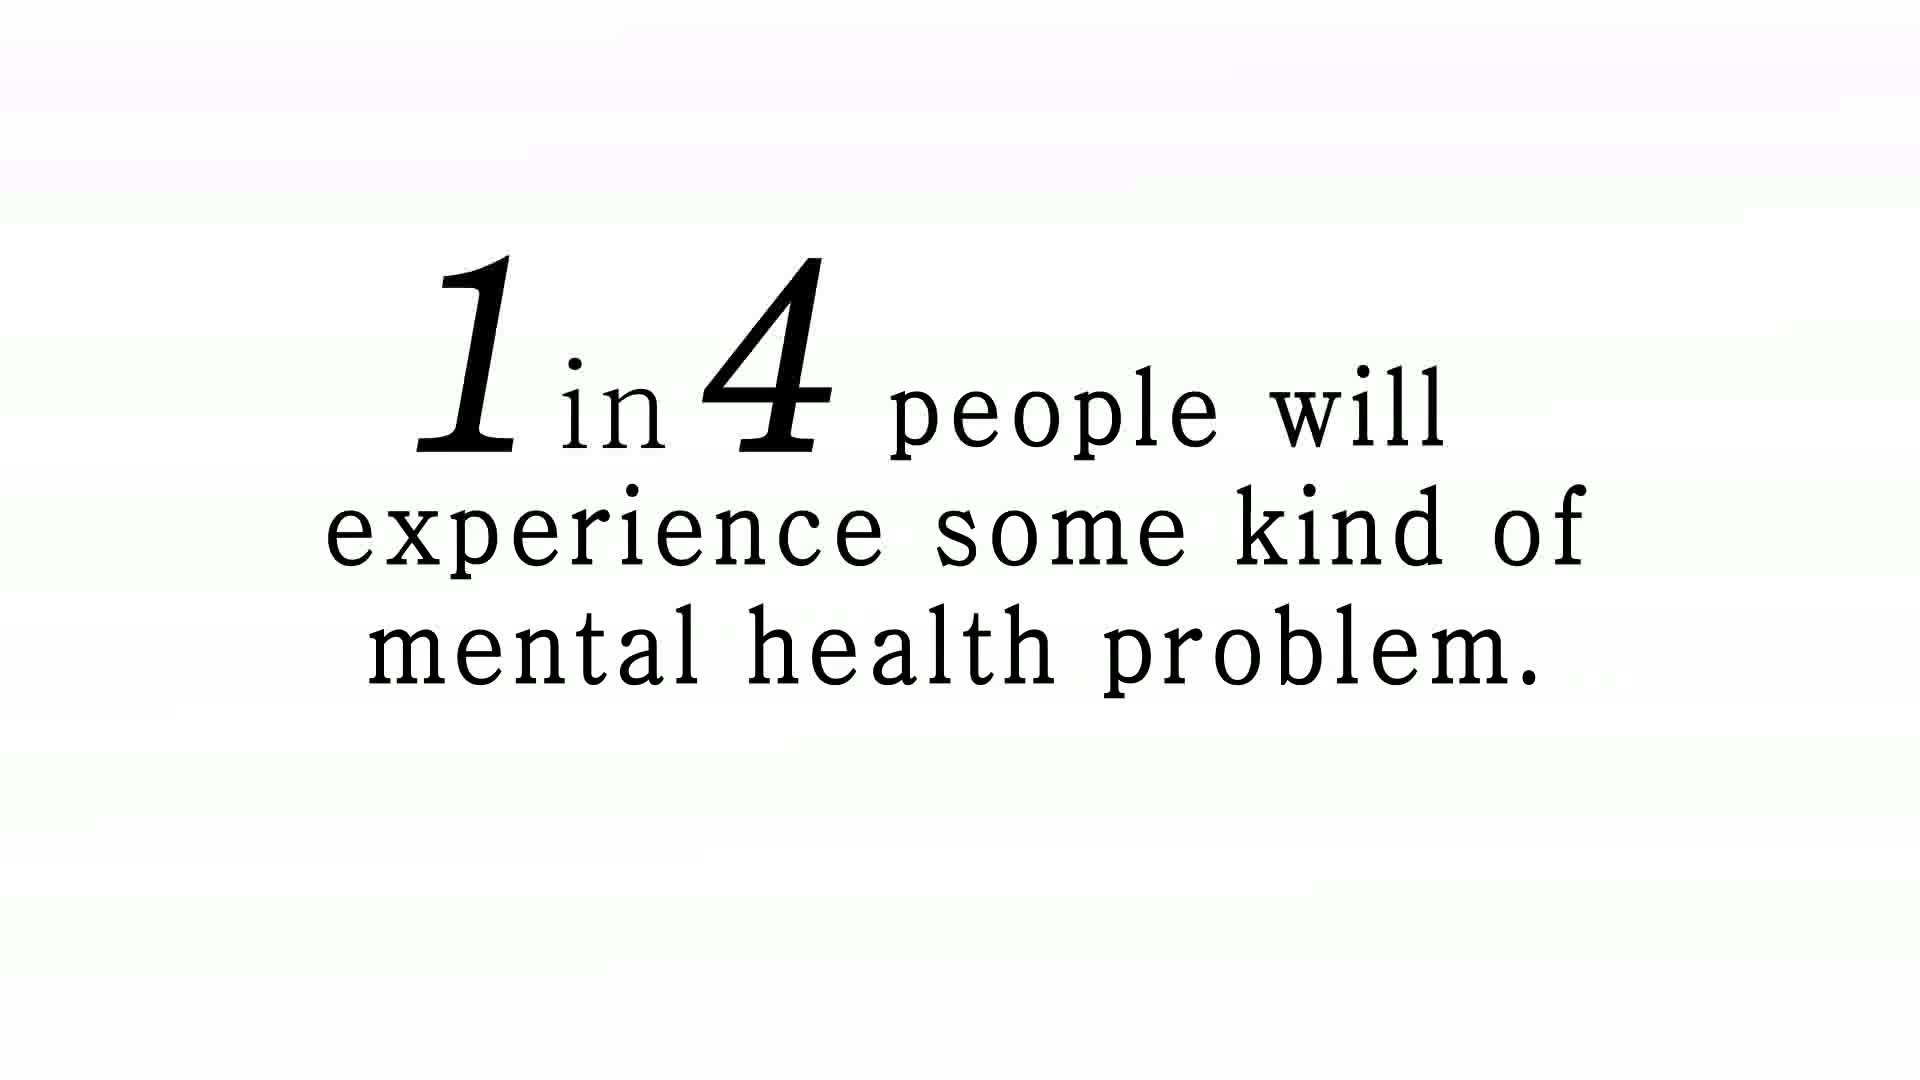 1 in 4 people will
experience some kind of
mental health problem.